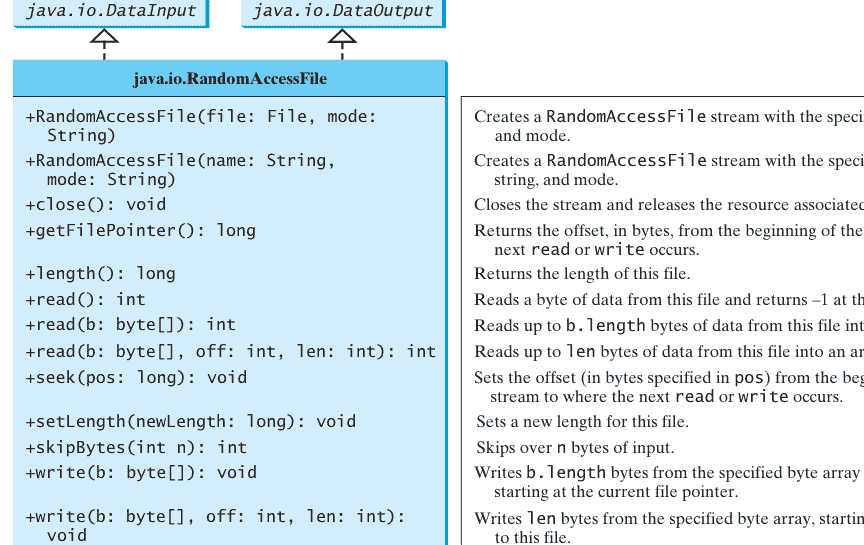 java.io.DataInput
java.io.DataOutput
java.io.RandomAccessFile
+RandomAccessFile(file: File, mode:
String)
+RandomAccessFile(name: String,
mode: String)
+close(): void
+getFilePointer(): long
+length(): long
+read(): int
+read(b: byte[]): int
+read(b: byte[], off: int, len: int): int
+seek(pos: long): void
+setLength(newLength: long): void
+skipBytes(int n): int
+write(b: byte[]): void
+write(b: byte[], off: int, len: int):
void
Creates a RandomAccessFile stream with the
and mode.
Creates a RandomAccessFile stream with the
string, and mode.
Closes the stream and releases the resource associated
Returns the offset, in bytes, from the beginning of the
next read or write occurs.
Returns the length of this file.
Reads a byte of data from this file and returns –1 at
Reads up to b.length bytes of data from this file
Reads up to len bytes of data from this file into an
Sets the offset (in bytes specified in pos) from the
stream to where the next read or write occurs.
Sets a new length for this file.
Skips over n bytes of input.
Writes b.length bytes from the specified byte array
starting at the current file pointer.
Writes len bytes from the specified byte array,
to this file.